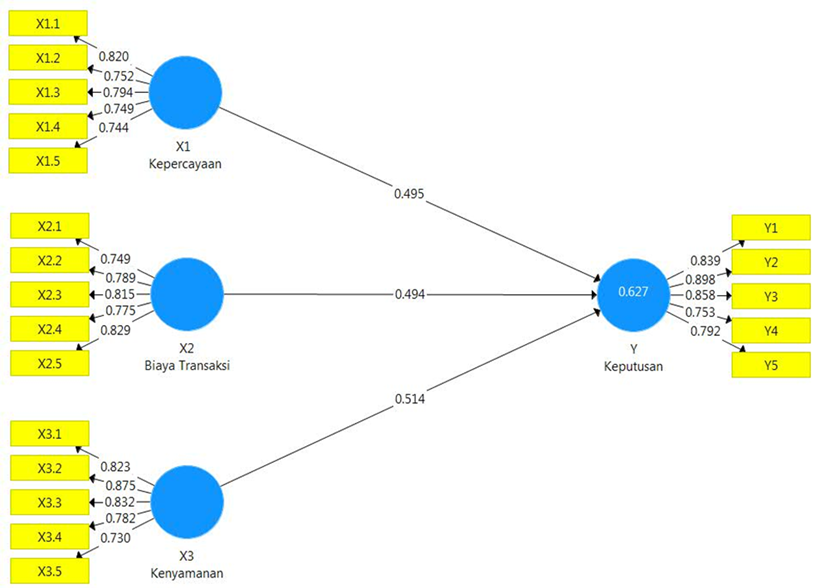 X1.1
X1.2
X1.3
X1.4
X1.5
0.820
0.752
0.794
0.749
0.744
X1
Kepercayaan
0.495
X2.1
X2.2
X2.3
X2.4
X2.5
0.749
0.789
0.815
0.775
0.829
X2
Biaya Transaksi
0.494
X3.1
X3.2
X3.3
X3.4
X3.5
0.823
0.875
0.832
0.782
0.730
X3
Kenyamanan
0.514
0.627
Y
Keputusan
0.839
0.898
0.858
0.753
0.792
Y1
Y2
Y3
Y4
Y5